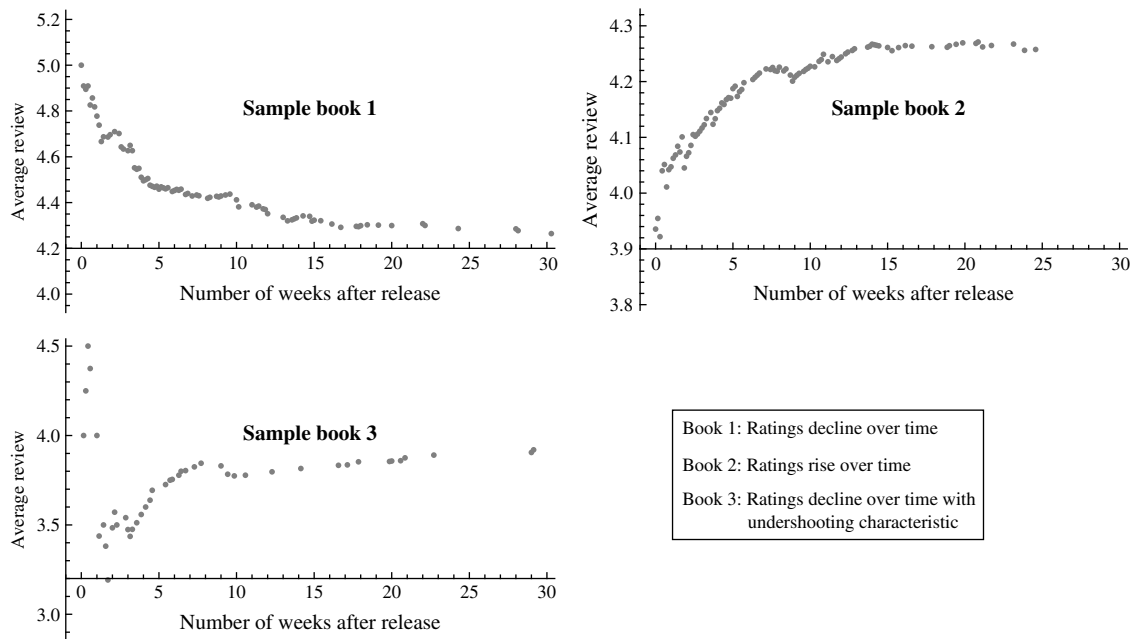 5.2
5.0
4.8
4.6
4.4
4.2
4.0
Average review
Sample book 1
0 5 10 15 20 25 30
Number of weeks after release
4.3
4.2
4.1
4.0
3.9
3.8
Average review
Sample book 2
0 5 10 15 20 25 30
Number of weeks after release
4.5
4.0
3.5
3.0
Average review
Sample book 3
0 5 10 15 20 25 30
Number of weeks after release
Book 1: Ratings decline over time
Book 2: Ratings rise over time
Book 3: Ratings decline over time with
undershooting characteristic